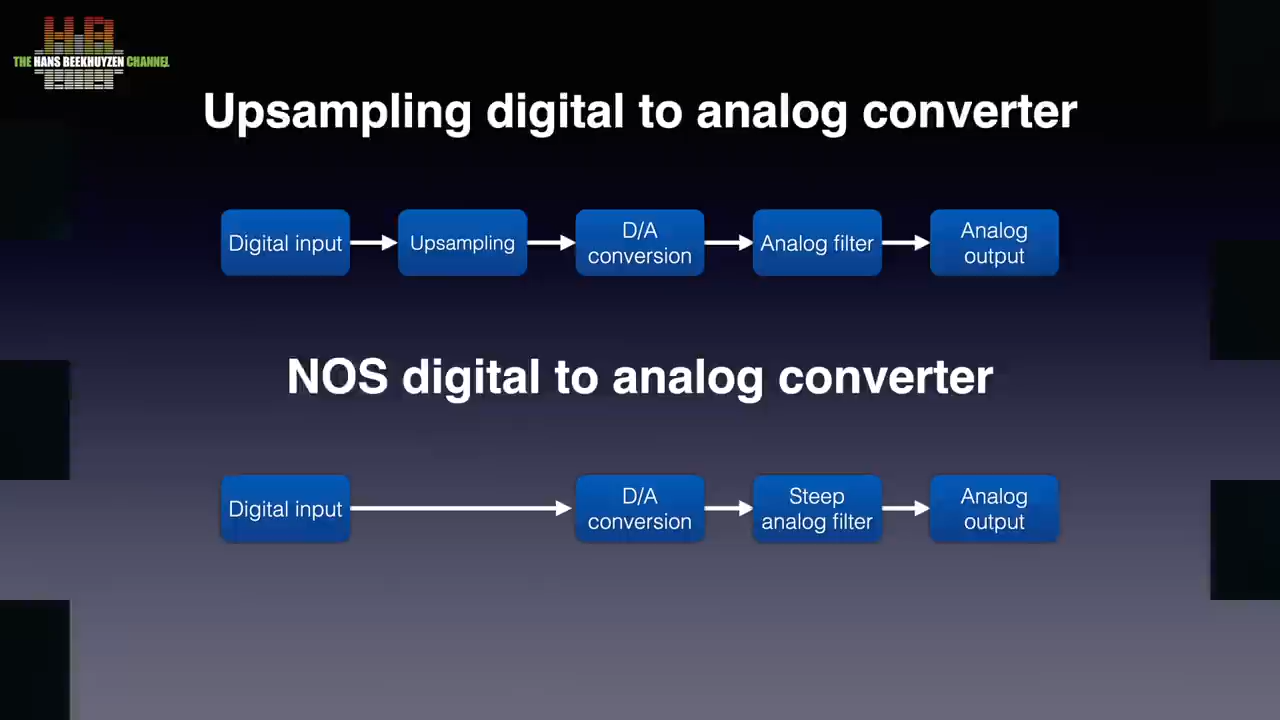 THE HANS BEEKHUYZEN CHANNEL
Upsampling digital to analog converter
Digital input
Upsampling
D/A
conversion
Analog filter
Analog
output
NOS digital to analog converter
Digital input
D/A
conversion
Steep
analog filter
Analog
output